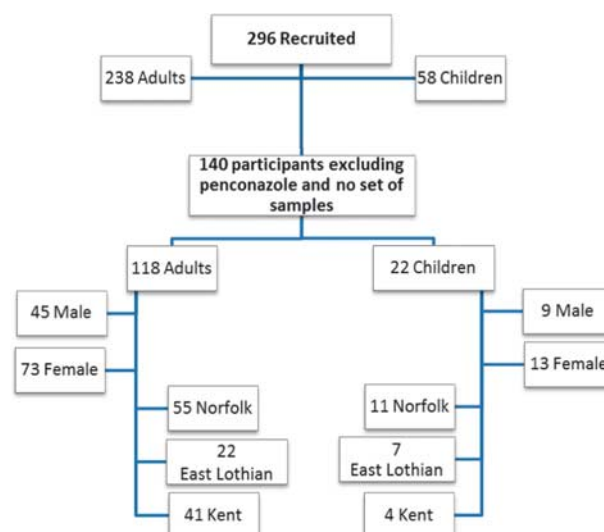 296 Recruited
238 Adults
58 Children
140 participants excluding
penconazole and no set of
samples
118 Adults
22 Children
45 Male
9 Male
73 Female
13 Female
55 Norfolk
11 Norfolk
22
East Lothian
7
East Lothian
41 Kent
4 Kent